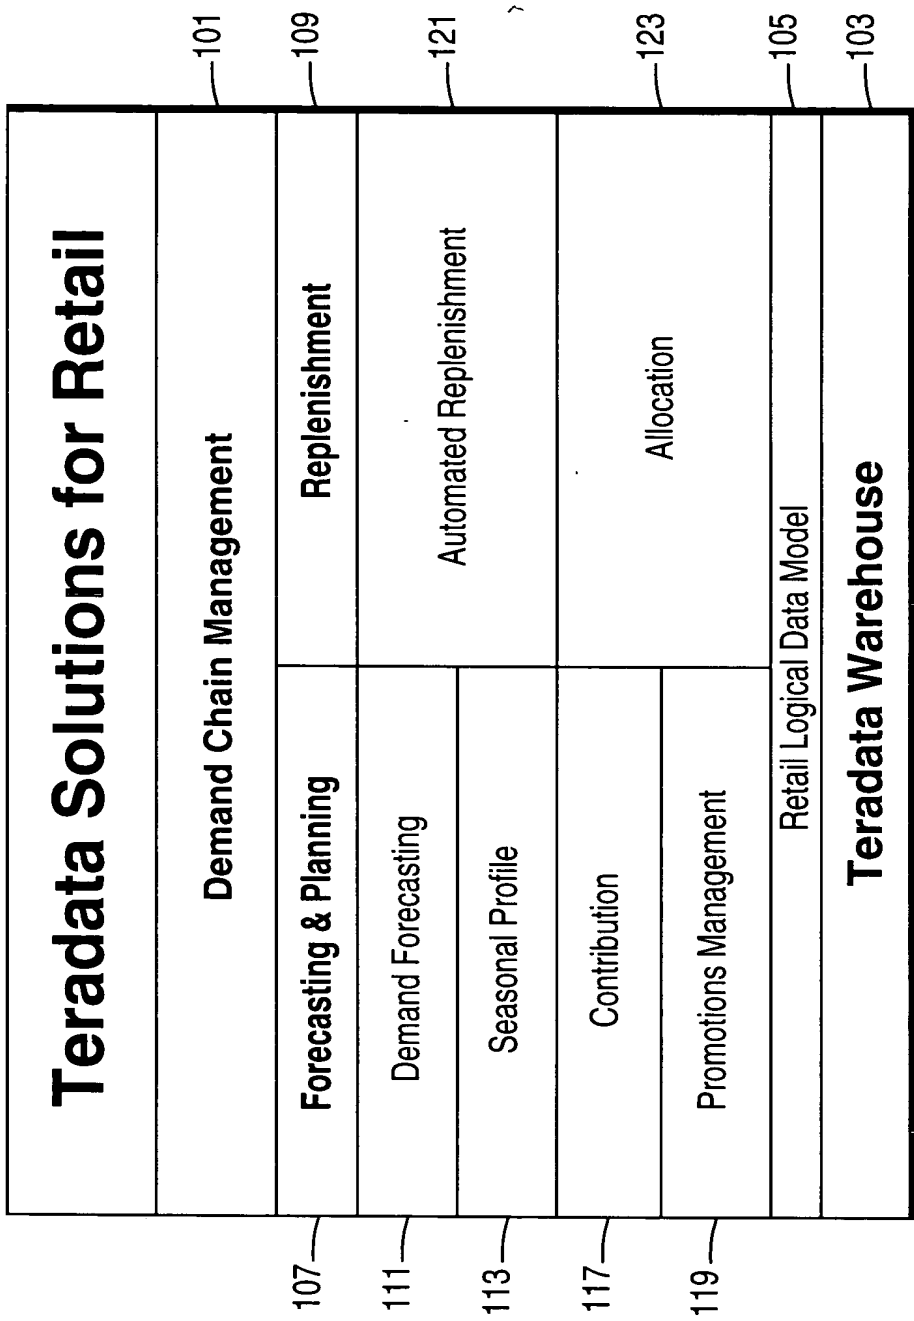 Teradata Solutions for Retail
Demand Chain Management
101
107
Forecasting & Planning
Replenishment
109
111
Demand Forecasting
Automated Replenishment
121
113
Seasonal Profile
117
Contribution
Allocation
123
119
Promotions Management
Retail Logical Data Model
105
Teradata Warehouse
103